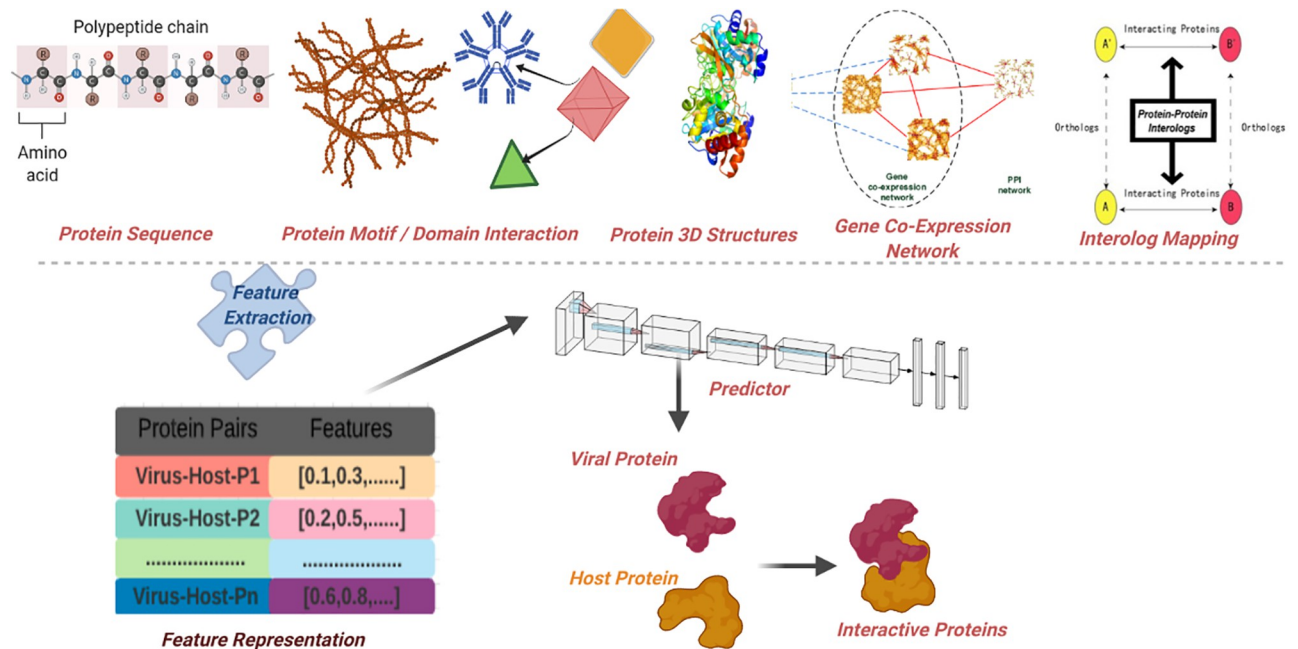 Polypeptide chain
R
R
R
N
C
C
O
N
C
C
O
N
C
C
O
N
C
C
O
N
C
C
O
H
H
R
R
Amino
acid
Protein Sequence
Protein Motif / Domain Interaction
Protein 3D Structures
Gene
co-expression
network
PPI
network
Gene Co-Expression
Network
A'
Interacting Proteins
B'
Orthologs
Protein-Protein
Interologs
Orthologs
Interacting Proteins
A
B
Interolog Mapping
Feature
Extraction
Predictor
Protein Pairs
Features
Virus-Host-P1
[0.1,0.3,......]
Virus-Host-P2
[0.2,0.5,......]
...................
...................
Virus-Host-Pn
[0.6,0.8,....]
Feature Representation
Viral Protein
Host Protein
Interactive Proteins